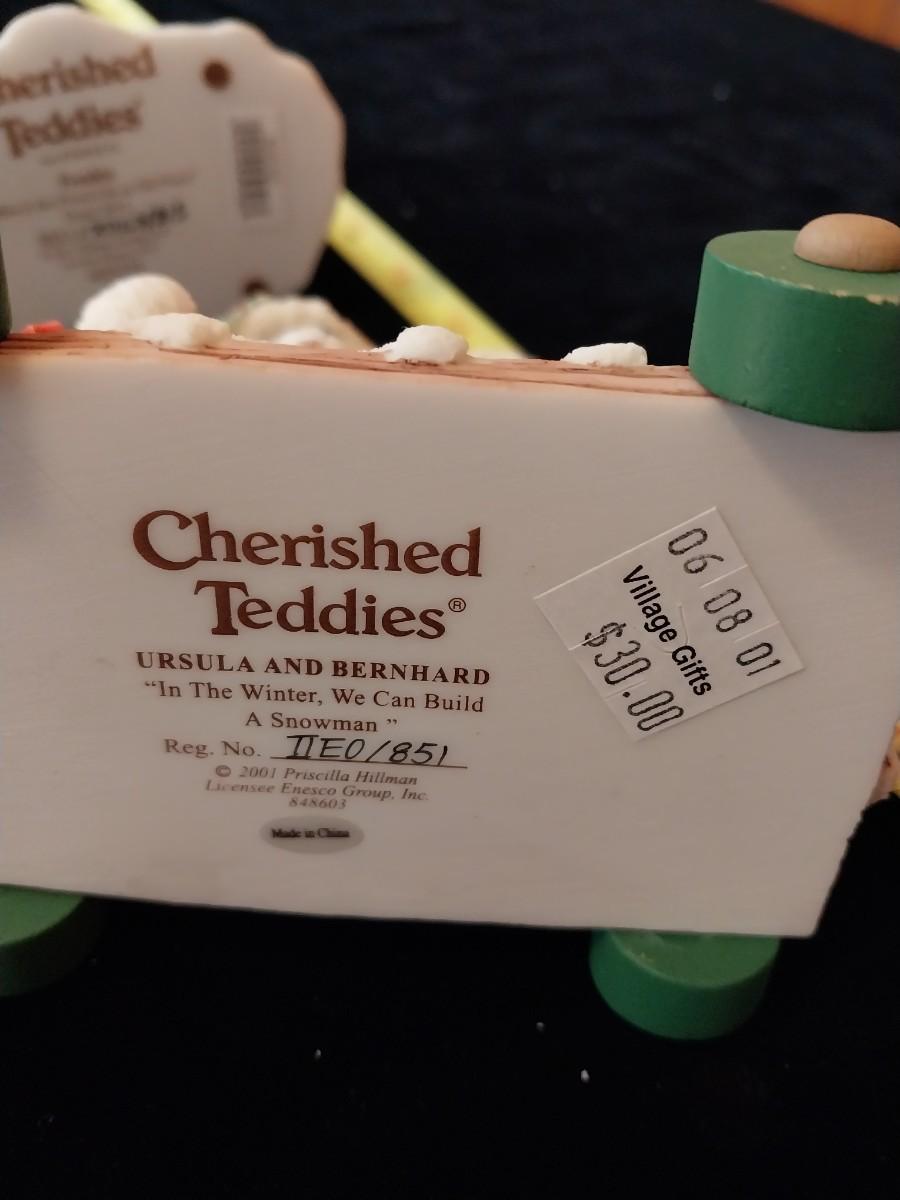 Cherished
Teddies®
URSULA AND BERNHARD
“In The Winter, We Can Build
A Snowman ”
Reg. No. IIE0/851
© 2001 Priscilla Hillman
Licensee Enesco Group, Inc.
848603
Made in China
06 08 01
Village Gifts
$30.00
herished
Teddies